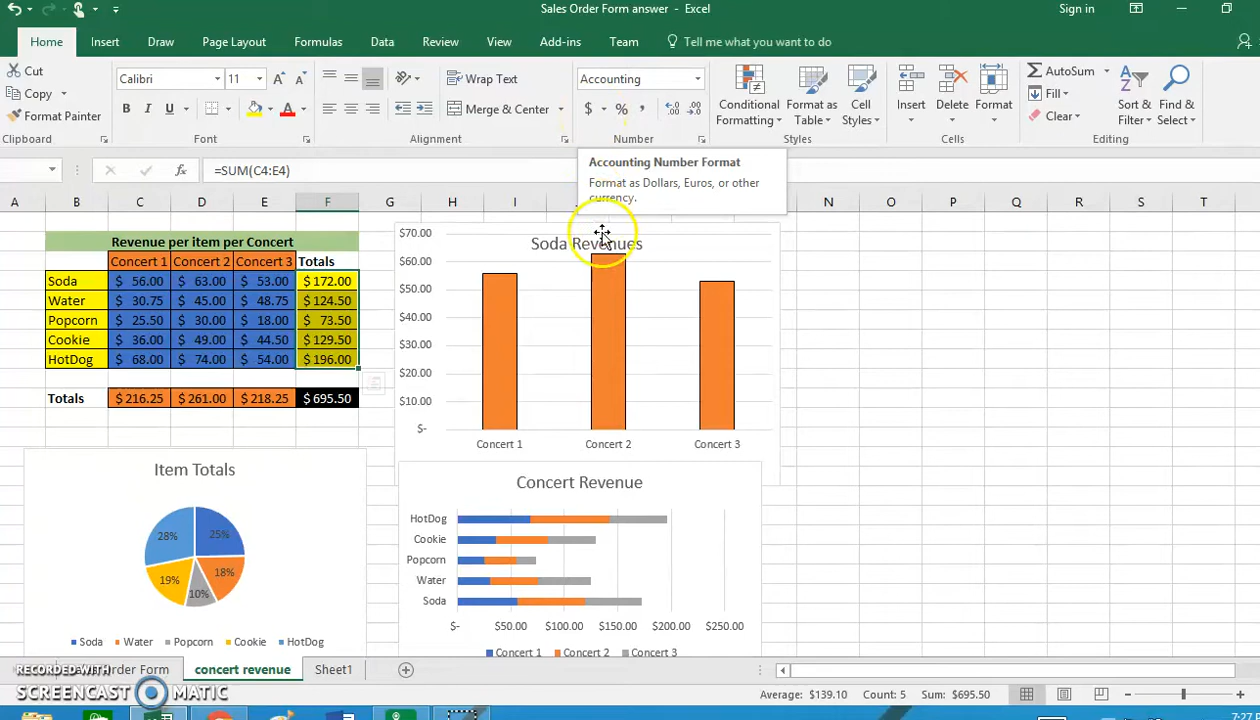 Sales Order Form answer - Excel
Sign in
Home Insert Draw Page Layout Formulas Data Review View Add-ins Team Tell me what you want to do
Cut
Copy
Format Painter
Clipboard
Calibri 11
B I U
Font
Wrap Text
Merge & Center
Alignment
Accounting
$ % ,
Number
Conditional Formatting
Format as Table
Cell Styles
Styles
Insert Delete Format
Cells
AutoSum
Fill
Clear
Sort & Filter
Find & Select
Editing
fx =SUM(C4:E4)
Accounting Number Format
Format as Dollars, Euros, or other
currency.
A B C D E F G H I N O P Q R S T
Revenue per item per Concert
Concert 1 Concert 2 Concert 3 Totals
Soda $ 56.00 $ 63.00 $ 53.00 $ 172.00
Water $ 30.75 $ 45.00 $ 48.75 $ 124.50
Popcorn $ 25.50 $ 30.00 $ 18.00 $ 73.50
Cookie $ 36.00 $ 49.00 $ 44.50 $ 129.50
HotDog $ 68.00 $ 74.00 $ 54.00 $ 196.00
Totals $ 216.25 $ 261.00 $ 218.25 $ 695.50
Soda Revenues
$70.00
$60.00
$50.00
$40.00
$30.00
$20.00
$10.00
$-
Concert 1 Concert 2 Concert 3
Item Totals
28% 25%
19% 18%
10%
Soda Water Popcorn Cookie HotDog
Concert Revenue
HotDog
Cookie
Popcorn
Water
Soda
$- $50.00 $100.00 $150.00 $200.00 $250.00
Concert 1 Concert 2 Concert 3
Order Form concert revenue Sheet1
RECORDED WITH
SCREENCAST MATIC
Average: $139.10 Count: 5 Sum: $695.50